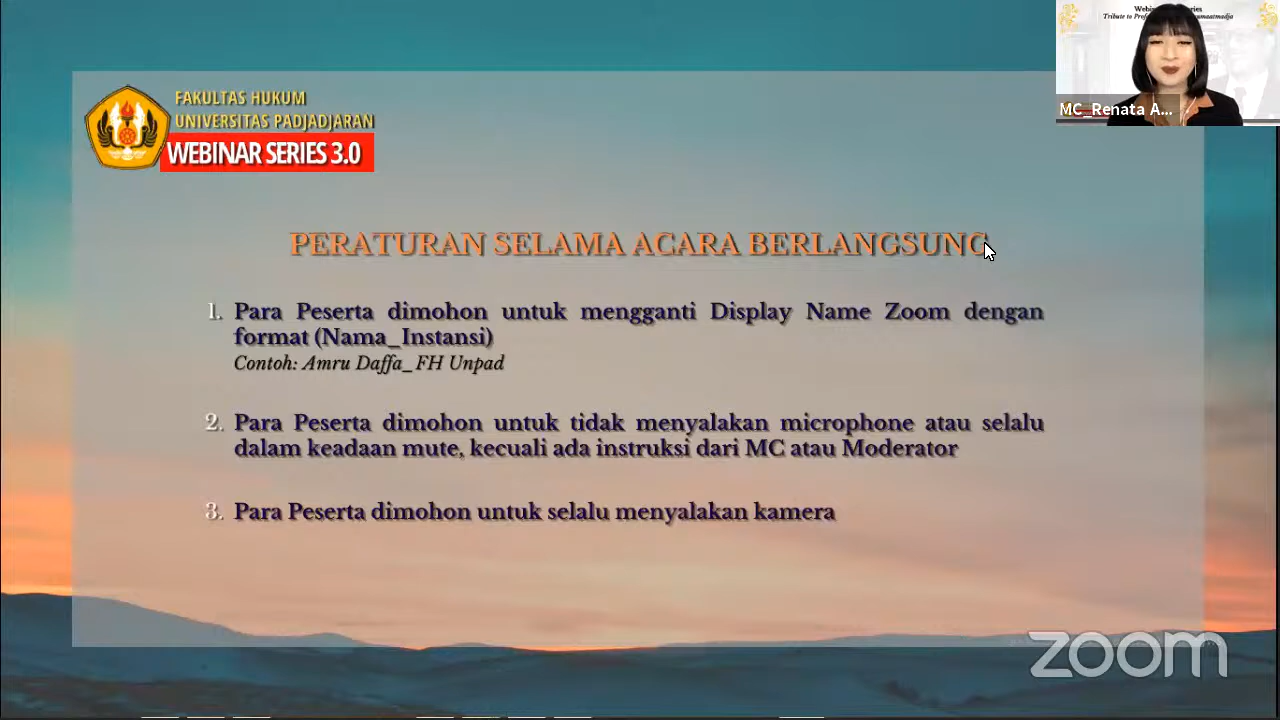 FAKULTAS HUKUM
UNIVERSITAS PADJADJARAN
WEBINAR SERIES 3.0
MC_Renata A...
PERATURAN SELAMA ACARA BERLANGSUNG
1. Para Peserta dimohon untuk mengganti Display Name Zoom dengan
format (Nama_Instansi)
Contoh: Amru Daffa_FH Unpad
2. Para Peserta dimohon untuk tidak menyalakan microphone atau selalu
dalam keadaan mute, kecuali ada instruksi dari MC atau Moderator
3. Para Peserta dimohon untuk selalu menyalakan kamera
zoom